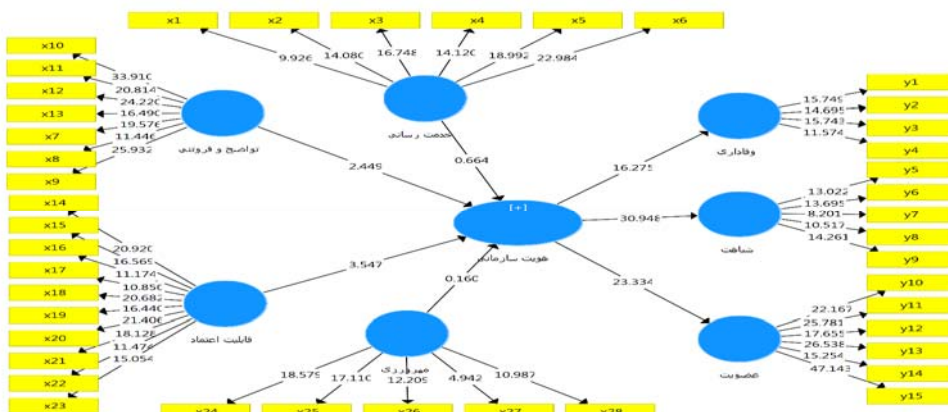 x1 x2 x3 x4 x5 x6
9.926 14.080 16.748 14.120 18.992 22.984
خدمت رسانی
0.664
x10
x11
x12
x13
x7
x8
x9
33.910
20.814
24.220
16.490
19.576
11.446
25.932
تواضع و فروتنی
2.449
x14
x15
x16
x17
x18
x19
x20
x21
x22
x23
20.920
16.569
11.174
10.850
20.682
16.440
21.406
18.128
11.474
15.054
قابلیت اعتماد
3.547
[+]
هویت سازمانی
0.160
مهرورزی
18.579 17.110 12.209 4.942 10.987
x24 x25 x26 x27 x28
16.275
وفاداری
15.749
14.695
15.743
11.574
y1
y2
y3
y4
30.948
شباهت
13.022
13.695
8.201
10.517
14.261
y5
y6
y7
y8
y9
23.334
عضویت
22.167
25.781
17.655
26.538
15.254
47.143
y10
y11
y12
y13
y14
y15